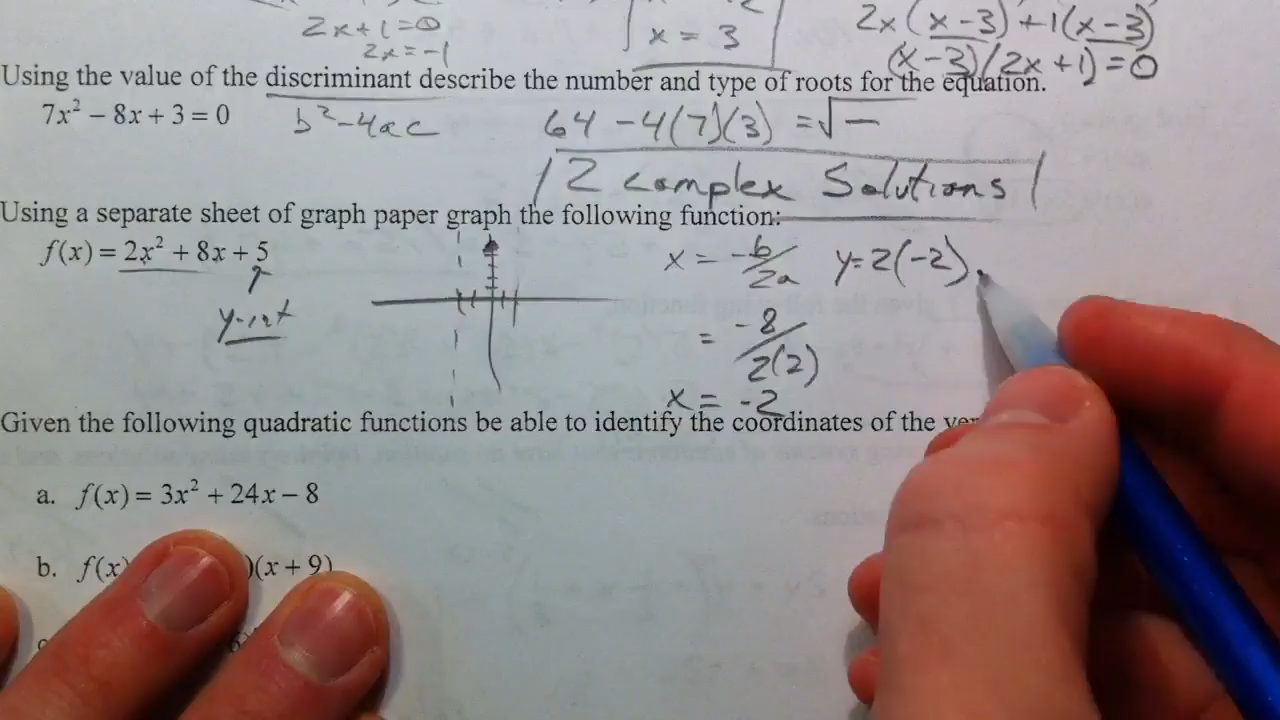 2x+1=0
2x=-1
x = 3
2x(x-3)+1(x-3)
(x-3)(2x+1)=0
Using the value of the discriminant describe the number and type of roots for the equation.
7x² − 8x + 3 = 0
b²-4ac
64 -4(7)(3) =√-
2 complex Solutions
Using a separate sheet of graph paper graph the following function:
f(x) = 2x² + 8x + 5
y-int
x = -b/2a
y=2(-2)
= -8/2(2)
x = -2
Given the following quadratic functions be able to identify the coordinates of the
a. f(x) = 3x² + 24x − 8
b. f(x) )(x + 9)